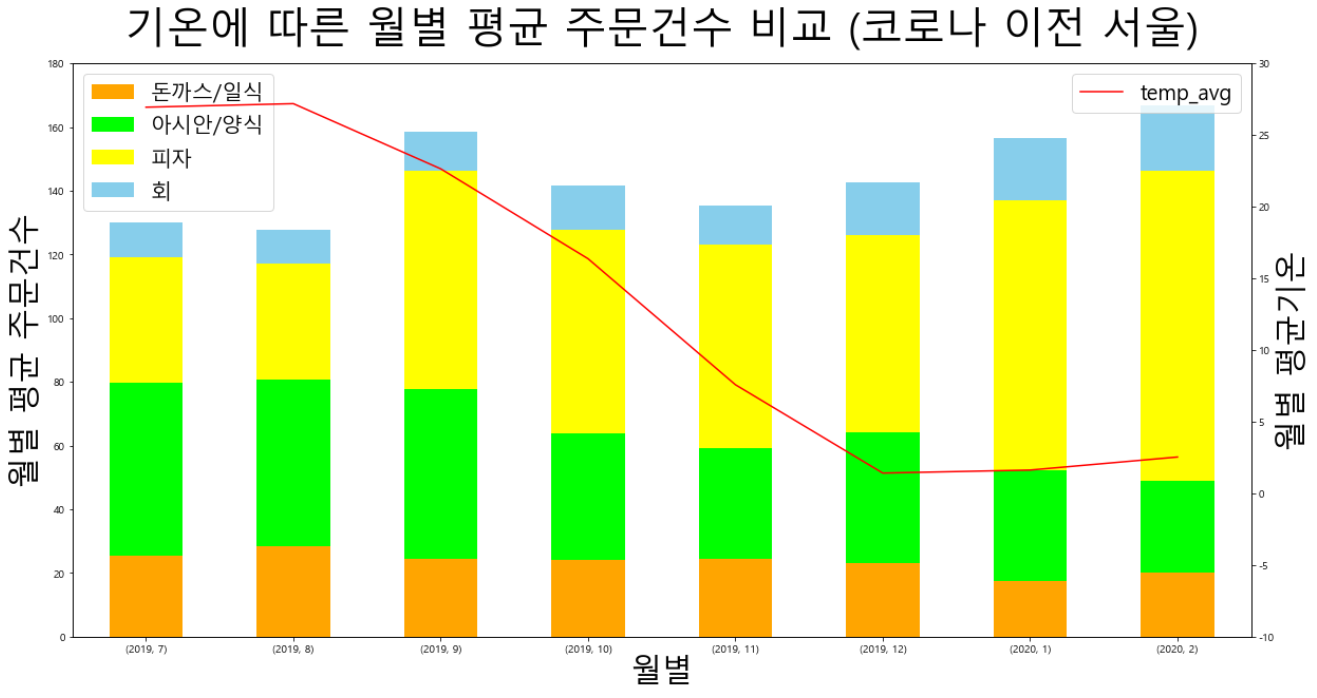 기온에 따른 월별 평균 주문건수 비교 (코로나 이전 서울)
돈까스/일식
아시안/양식
피자
회
temp_avg
월별 평균 주문건수
180
160
140
120
100
80
60
40
20
0
월별 평균기온
30
25
20
15
10
5
0
-5
-10
(2019, 7) (2019, 8) (2019, 9) (2019, 10) (2019, 11) (2019, 12) (2020, 1) (2020, 2)
월별